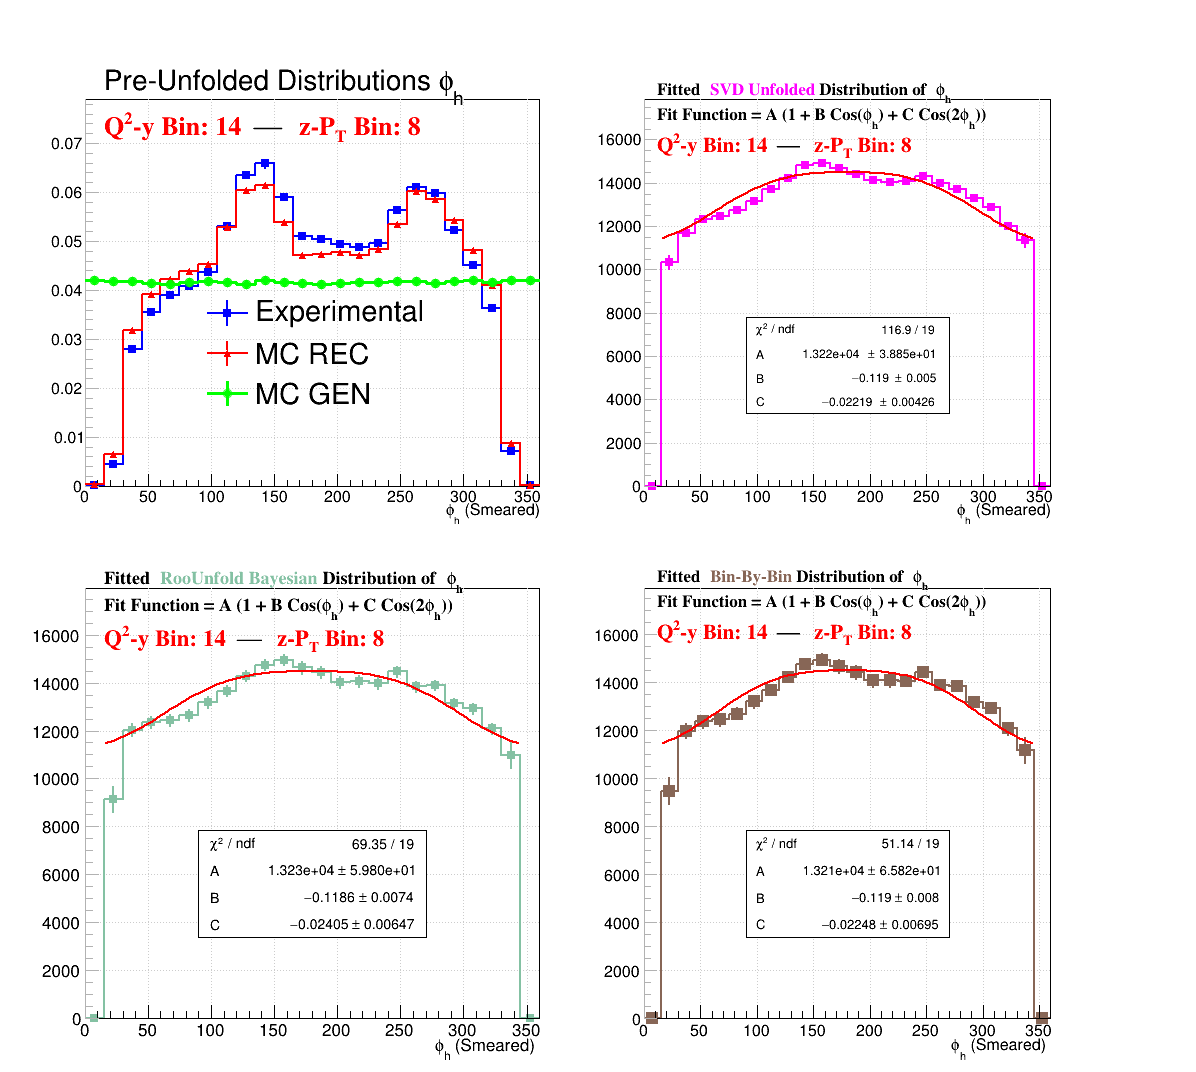 Pre-Unfolded Distributions ϕh
Q²-y Bin: 14 — z-PT Bin: 8
0.07
0.06
0.05
0.04
0.03
0.02
0.01
0
Experimental
MC REC
MC GEN
0 50 100 150 200 250 300 350
ϕh (Smeared)
Fitted SVD Unfolded Distribution of ϕh
Fit Function = A (1 + B Cos(ϕh) + C Cos(2ϕh))
Q²-y Bin: 14 — z-PT Bin: 8
16000
14000
12000
10000
8000
6000
4000
2000
0
χ² / ndf 116.9 / 19
A 1.322e+04 ± 3.885e+01
B −0.119 ± 0.005
C −0.02219 ± 0.00426
0 50 100 150 200 250 300 350
ϕh (Smeared)
Fitted RooUnfold Bayesian Distribution of ϕh
Fit Function = A (1 + B Cos(ϕh) + C Cos(2ϕh))
Q²-y Bin: 14 — z-PT Bin: 8
16000
14000
12000
10000
8000
6000
4000
2000
0
χ² / ndf 69.35 / 19
A 1.323e+04 ± 5.980e+01
B −0.1186 ± 0.0074
C −0.02405 ± 0.00647
0 50 100 150 200 250 300 350
ϕh (Smeared)
Fitted Bin-By-Bin Distribution of ϕh
Fit Function = A (1 + B Cos(ϕh) + C Cos(2ϕh))
Q²-y Bin: 14 — z-PT Bin: 8
16000
14000
12000
10000
8000
6000
4000
2000
0
χ² / ndf 51.14 / 19
A 1.321e+04 ± 6.582e+01
B −0.119 ± 0.008
C −0.02248 ± 0.00695
0 50 100 150 200 250 300 350
ϕh (Smeared)